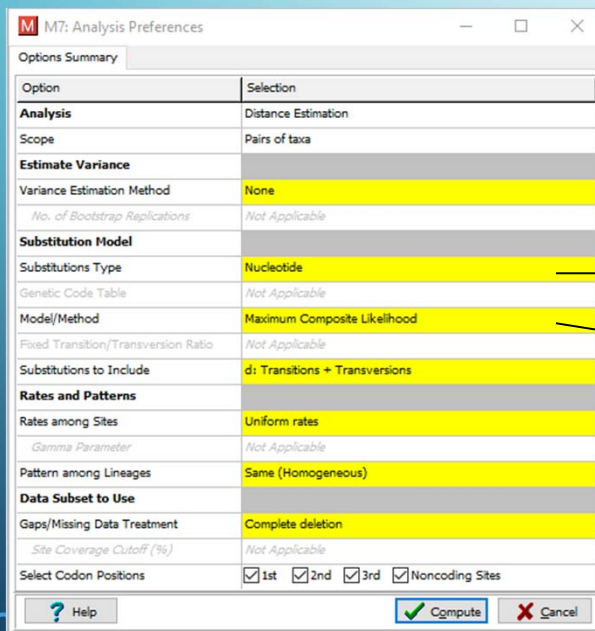 M M7: Analysis Preferences
Options Summary
Option Selection
Analysis Distance Estimation
Scope Pairs of taxa
Estimate Variance
Variance Estimation Method None
No. of Bootstrap Replications Not Applicable
Substitution Model
Substitutions Type Nucleotide
Genetic Code Table Not Applicable
Model/Method Maximum Composite Likelihood
Fixed Transition/Transversion Ratio Not Applicable
Substitutions to Include d: Transitions + Transversions
Rates and Patterns
Rates among Sites Uniform rates
Gamma Parameter Not Applicable
Pattern among Lineages Same (Homogeneous)
Data Subset to Use
Gaps/Missing Data Treatment Complete deletion
Site Coverage Cutoff (%) Not Applicable
Select Codon Positions 1st 2nd 3rd Noncoding Sites
? Help Compute Cancel